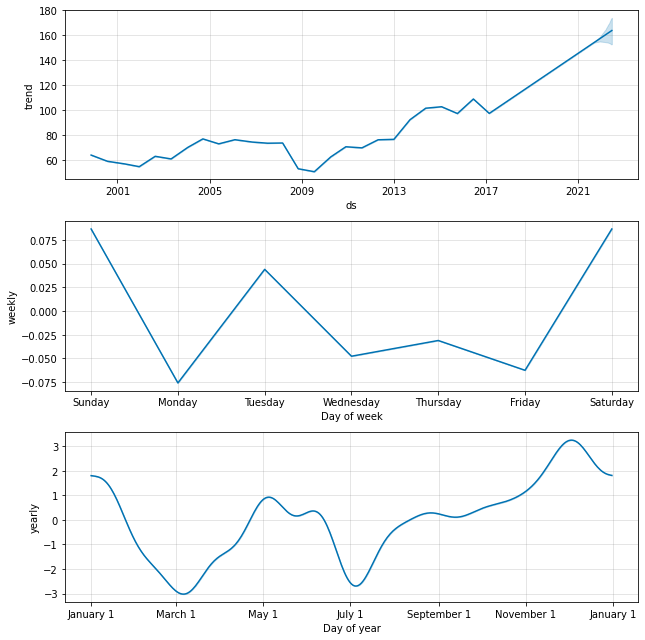 180
160
140
120
100
80
60
trend
2001 2005 2009 2013 2017 2021
ds
0.075
0.050
0.025
0.000
−0.025
−0.050
−0.075
weekly
Sunday Monday Tuesday Wednesday Thursday Friday Saturday
Day of week
3
2
1
0
−1
−2
−3
yearly
January 1 March 1 May 1 July 1 September 1 November 1 January 1
Day of year